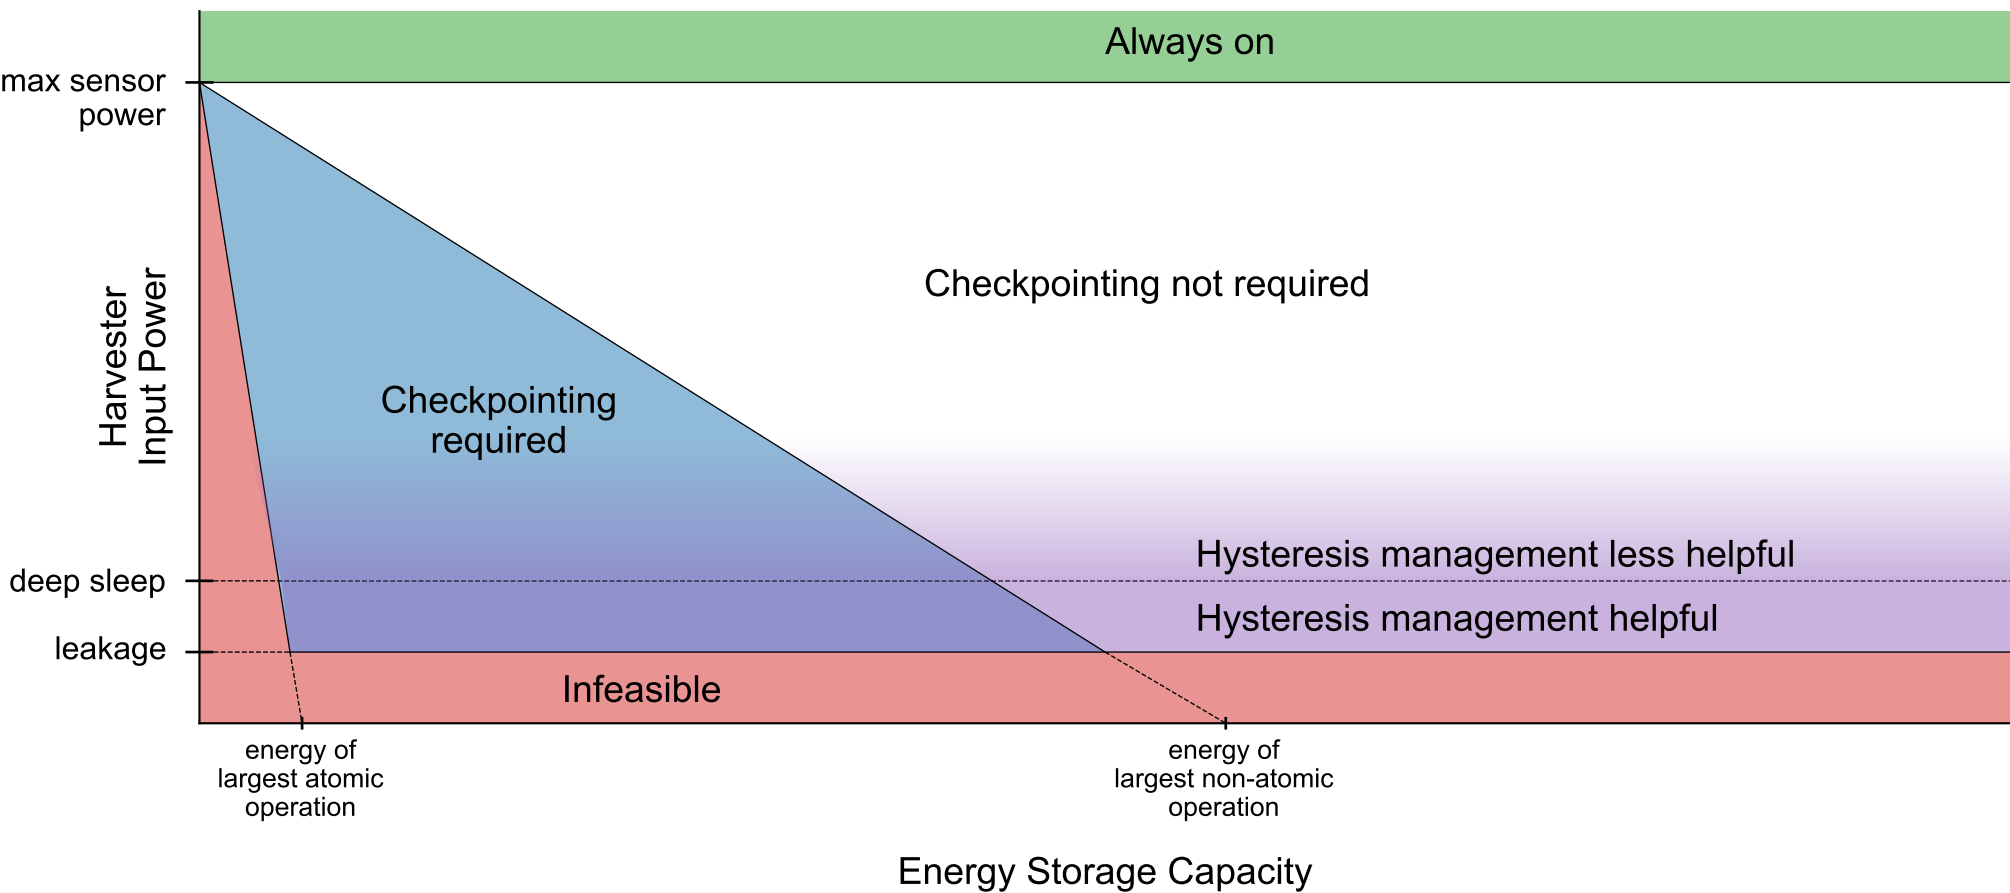 Always on
max sensor
power
Checkpointing not required
Harvester
Input Power
Checkpointing
required
Hysteresis management less helpful
deep sleep
Hysteresis management helpful
leakage
Infeasible
energy of
largest atomic
operation
energy of
largest non-atomic
operation
Energy Storage Capacity